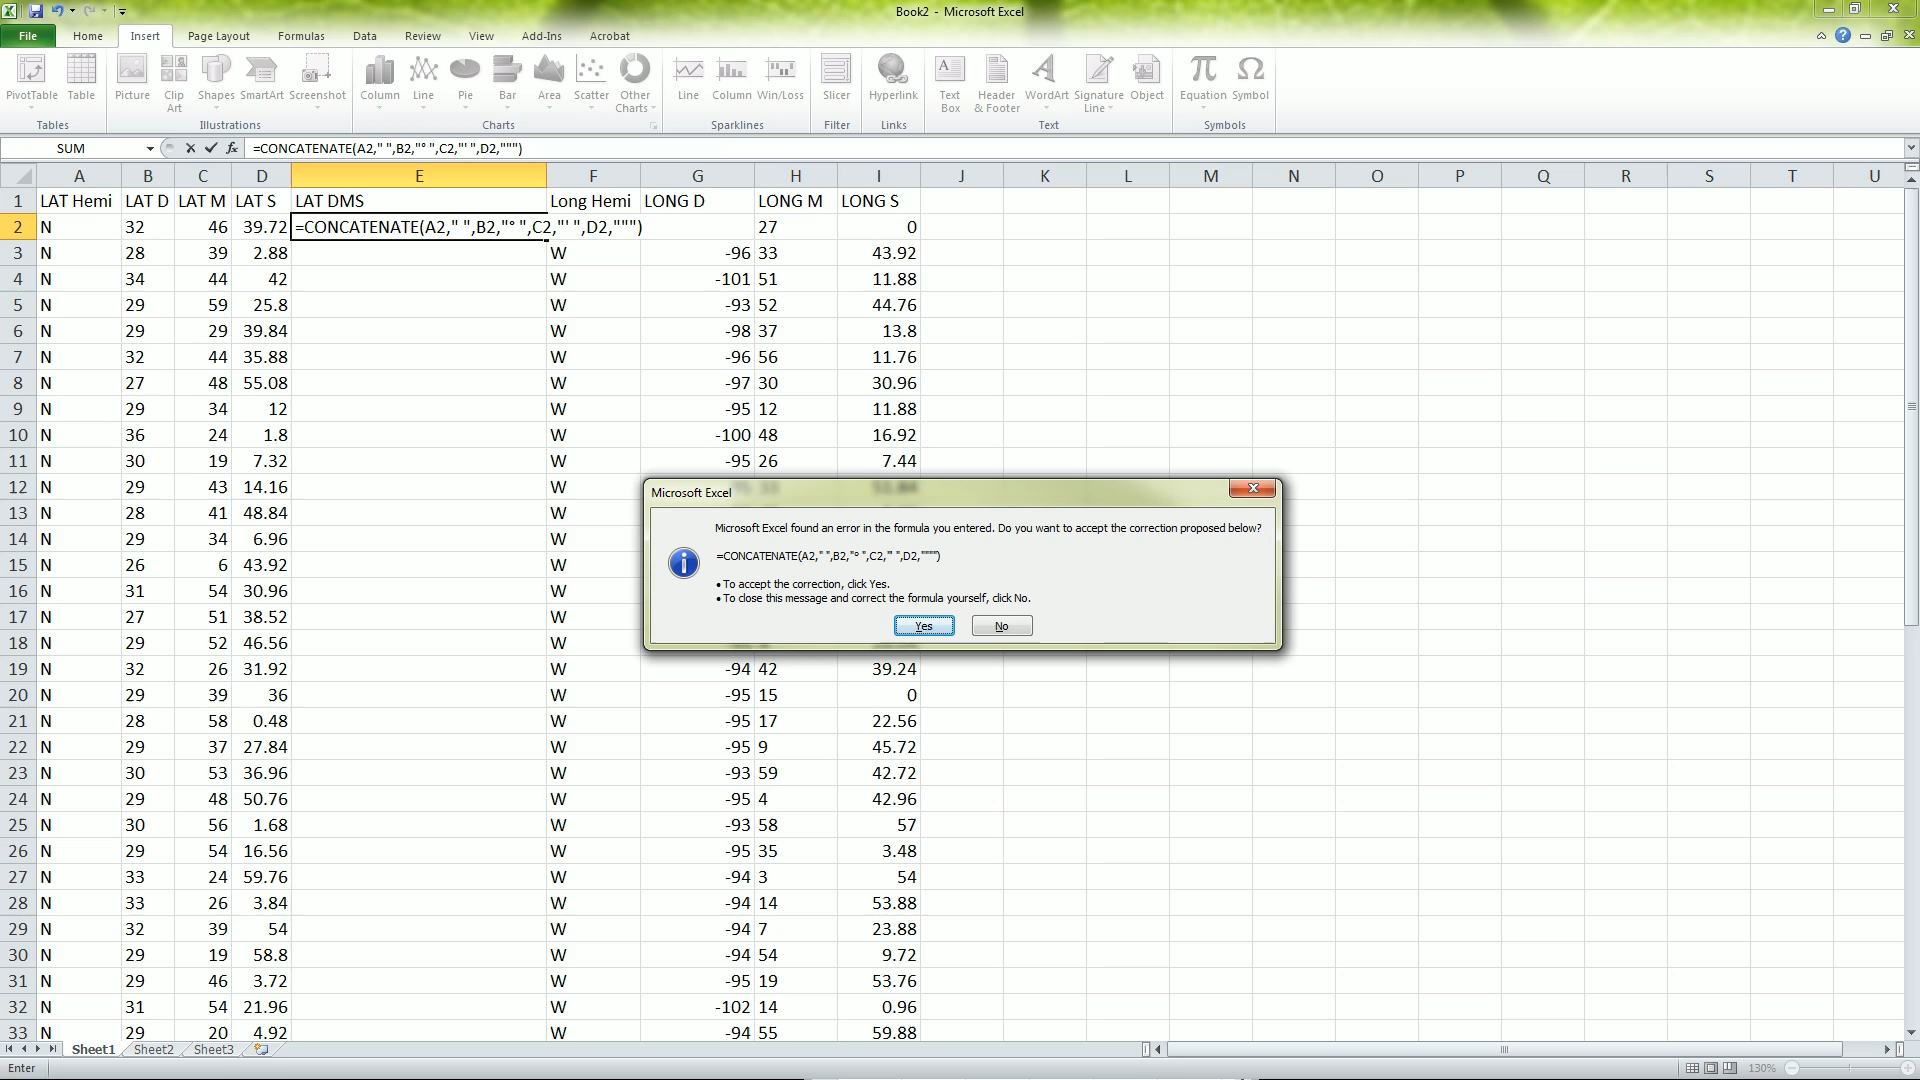 Book2 - Microsoft Excel
File Home Insert Page Layout Formulas Data Review View Add-Ins Acrobat
PivotTable Table Picture Clip Art Shapes SmartArt Screenshot Column Line Pie Bar Area Scatter Other Charts Line Column Win/Loss Slicer Hyperlink Text Box Header & Footer WordArt Signature Line Object Equation Symbol
Tables Illustrations Charts Sparklines Filter Links Text Symbols
SUM fx =CONCATENATE(A2," ",B2,"° ",C2,"' ",D2,""")
A B C D E F G H I J K L M N O P Q R S T U
1 LAT Hemi LAT D LAT M LAT S LAT DMS Long Hemi LONG D LONG M LONG S
2 N 32 46 39.72 =CONCATENATE(A2," ",B2,"° ",C2,"' ",D2,""") 27 0
3 N 28 39 2.88 W -96 33 43.92
4 N 34 44 42 W -101 51 11.88
5 N 29 59 25.8 W -93 52 44.76
6 N 29 29 39.84 W -98 37 13.8
7 N 32 44 35.88 W -96 56 11.76
8 N 27 48 55.08 W -97 30 30.96
9 N 29 34 12 W -95 12 11.88
10 N 36 24 1.8 W -100 48 16.92
11 N 30 19 7.32 W -95 26 7.44
12 N 29 43 14.16 W
13 N 28 41 48.84 W
14 N 29 34 6.96 W
15 N 26 6 43.92 W
16 N 31 54 30.96 W
17 N 27 51 38.52 W
18 N 29 52 46.56 W
19 N 32 26 31.92 W -94 42 39.24
20 N 29 39 36 W -95 15 0
21 N 28 58 0.48 W -95 17 22.56
22 N 29 37 27.84 W -95 9 45.72
23 N 30 53 36.96 W -93 59 42.72
24 N 29 48 50.76 W -95 4 42.96
25 N 30 56 1.68 W -93 58 57
26 N 29 54 16.56 W -95 35 3.48
27 N 33 24 59.76 W -94 3 54
28 N 33 26 3.84 W -94 14 53.88
29 N 32 39 54 W -94 7 23.88
30 N 29 19 58.8 W -94 54 9.72
31 N 29 46 3.72 W -95 19 53.76
32 N 31 54 21.96 W -102 14 0.96
33 N 29 20 4.92 W -94 55 59.88
Microsoft Excel
Microsoft Excel found an error in the formula you entered. Do you want to accept the correction proposed below?
=CONCATENATE(A2," ",B2,"° ",C2,"' ",D2,"""")
• To accept the correction, click Yes.
• To close this message and correct the formula yourself, click No.
Yes No
Sheet1 Sheet2 Sheet3
Enter 130%